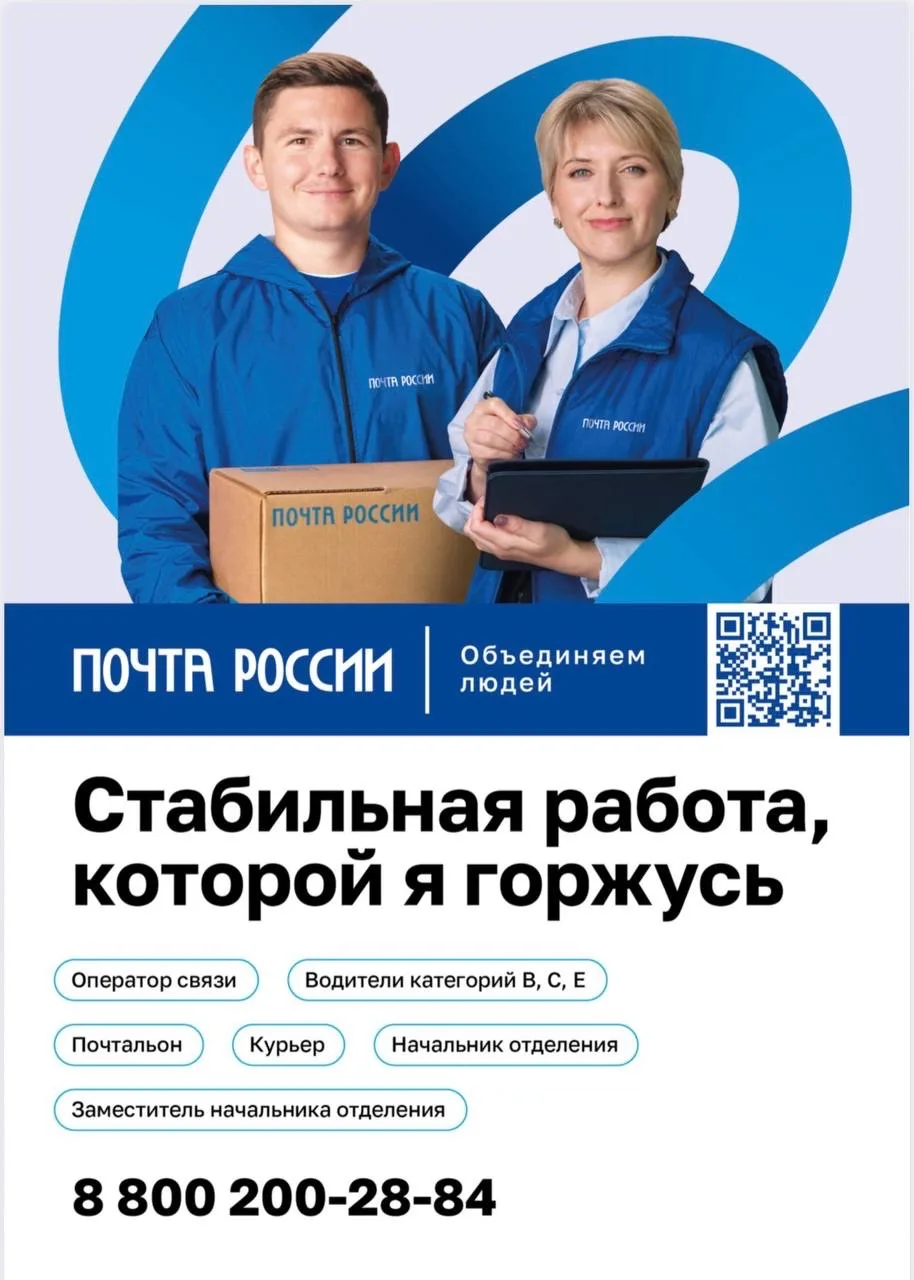 ПОЧТА РОССИИ
ПОЧТА РОССИИ
ПОЧТА РОССИИ
ПОЧТА РОССИИ
Объединяем
людей
Стабильная работа,
которой я горжусь
Оператор связи
Водители категорий B, C, E
Почтальон
Курьер
Начальник отделения
Заместитель начальника отделения
8 800 200-28-84